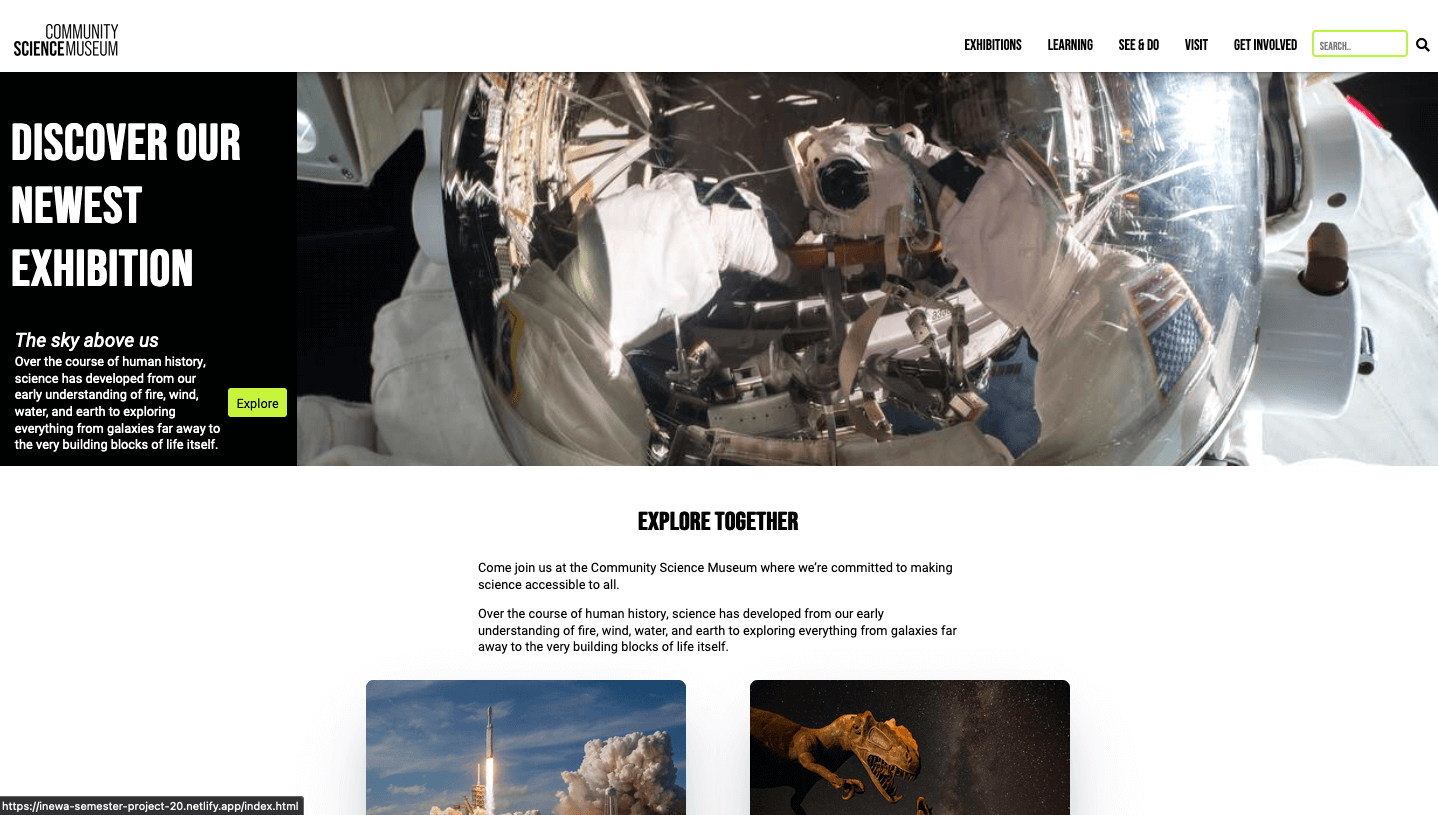 COMMUNITY
SCIENCEMUSEUM
EXHIBITIONS LEARNING SEE & DO VISIT GET INVOLVED SEARCH..
DISCOVER OUR
NEWEST
EXHIBITION
The sky above us
Over the course of human history,
science has developed from our
early understanding of fire, wind,
water, and earth to exploring
everything from galaxies far away to
the very building blocks of life itself.
Explore
EXPLORE TOGETHER
Come join us at the Community Science Museum where we’re committed to making
science accessible to all.
Over the course of human history, science has developed from our early
understanding of fire, wind, water, and earth to exploring everything from galaxies far
away to the very building blocks of life itself.
https://inewa-semester-project-20.netlify.app/index.html